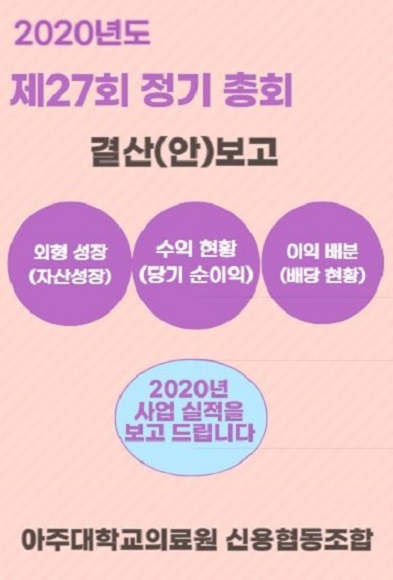 2020년도
제27회 정기 총회
결산(안)보고
외형 성장
(자산성장)
수익 현황
(당기 순이익)
이익 배분
(배당 현황)
2020년
사업 실적을
보고 드립니다
아주대학교의료원 신용협동조합